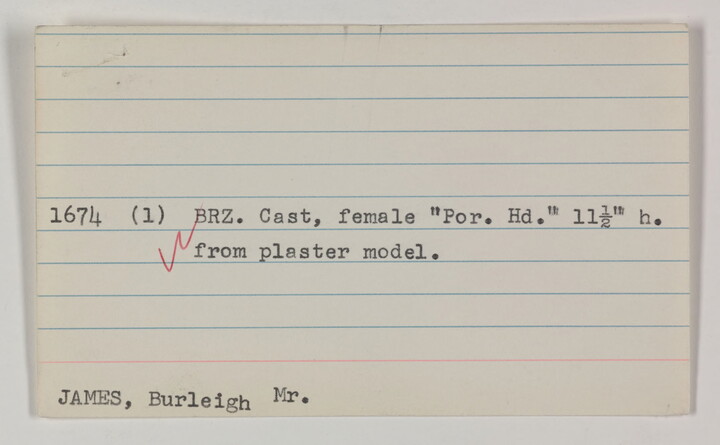 1674 (1) BRZ. Cast, female "Por. Hd."" 11½" h.
from plaster model.
JAMES, Burleigh Mr.